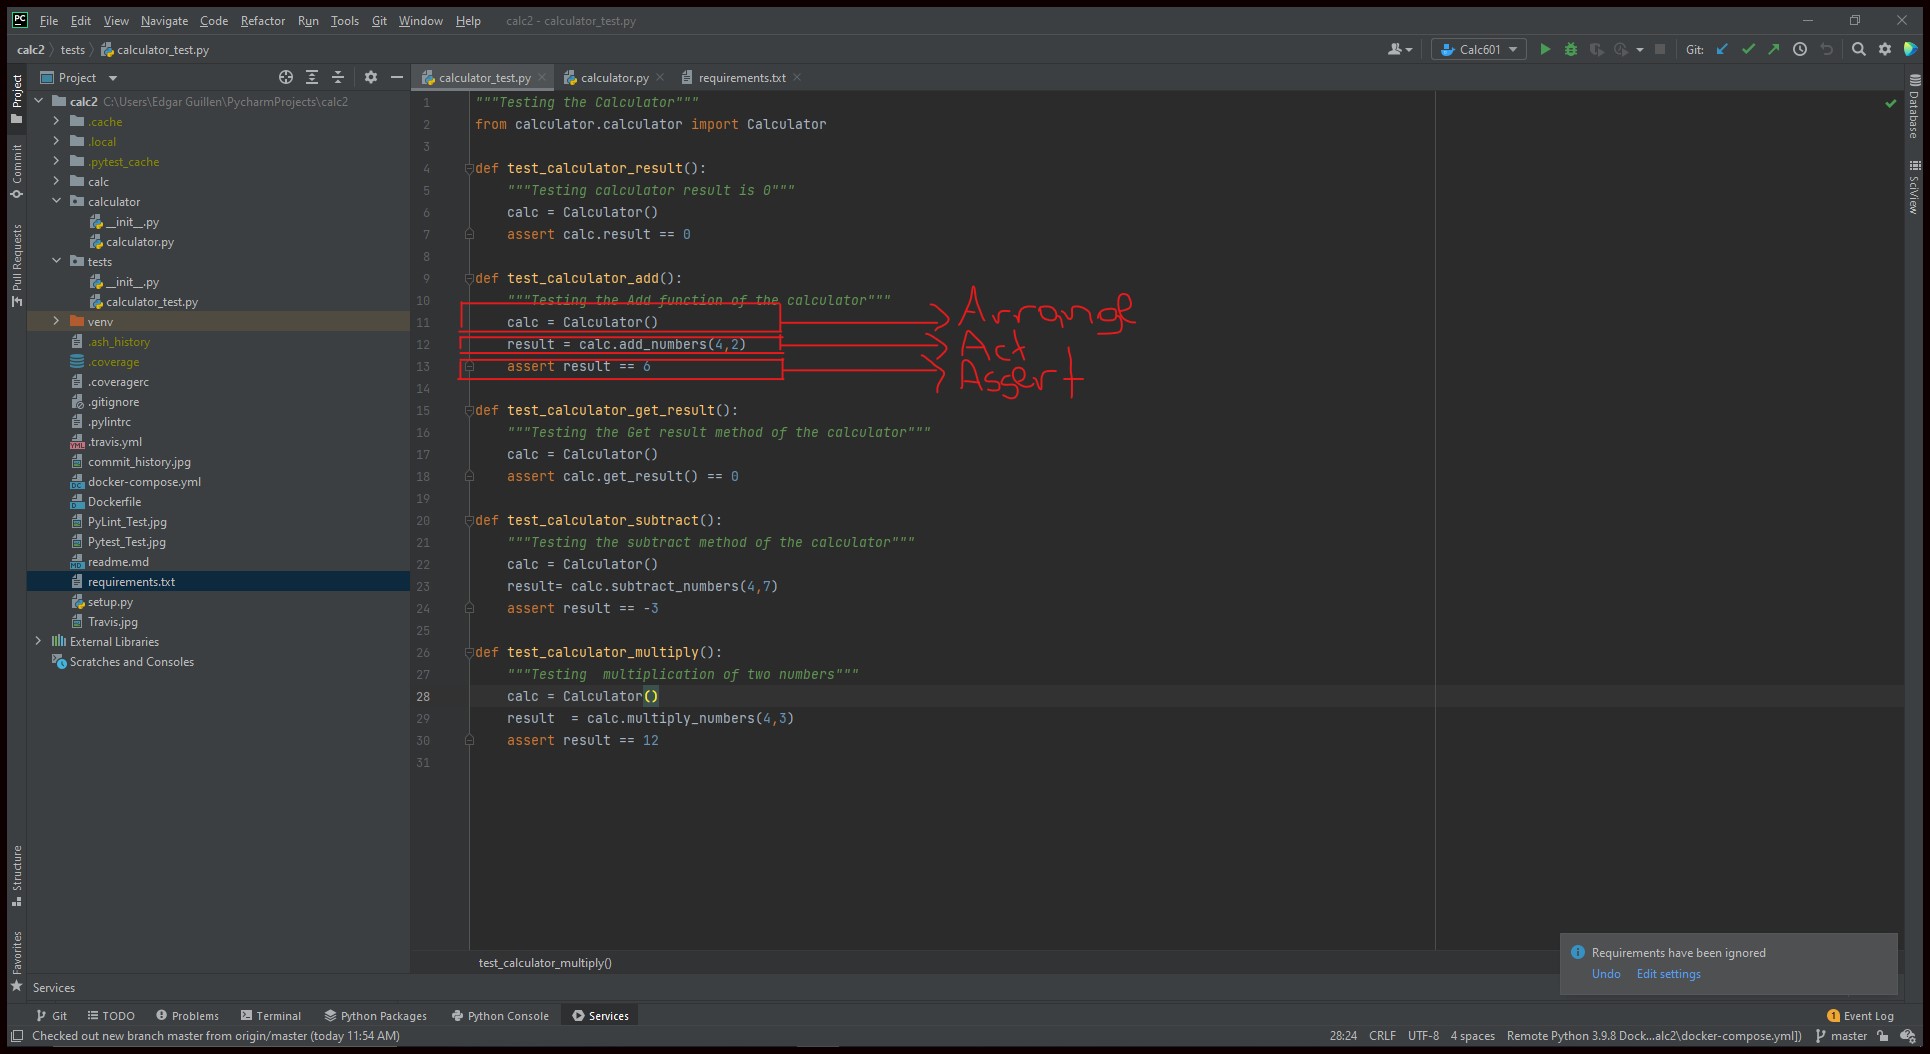 PC File Edit View Navigate Code Refactor Run Tools Git Window Help calc2 - calculator_test.py
calc2 tests calculator_test.py Calc601 Git:
Project calculator_test.py calculator.py requirements.txt
Project
Commit
Pull Requests
Structure
Favorites
calc2 C:\Users\Edgar Guillen\PycharmProjects\calc2
.cache
.local
.pytest_cache
calc
calculator
__init__.py
calculator.py
tests
__init__.py
calculator_test.py
venv
.ash_history
.coverage
.coveragerc
.gitignore
.pylintrc
.travis.yml
commit_history.jpg
docker-compose.yml
Dockerfile
PyLint_Test.jpg
Pytest_Test.jpg
readme.md
requirements.txt
setup.py
Travis.jpg
External Libraries
Scratches and Consoles
1 """Testing the Calculator"""
2 from calculator.calculator import Calculator
3
4 def test_calculator_result():
5 """Testing calculator result is 0"""
6 calc = Calculator()
7 assert calc.result == 0
8
9 def test_calculator_add():
10 """Testing the Add function of the calculator"""
11 calc = Calculator() Arrange
12 result = calc.add_numbers(4,2) Act
13 assert result == 6 Assert
14
15 def test_calculator_get_result():
16 """Testing the Get result method of the calculator"""
17 calc = Calculator()
18 assert calc.get_result() == 0
19
20 def test_calculator_subtract():
21 """Testing the subtract method of the calculator"""
22 calc = Calculator()
23 result= calc.subtract_numbers(4,7)
24 assert result == -3
25
26 def test_calculator_multiply():
27 """Testing  multiplication of two numbers"""
28 calc = Calculator()
29 result  = calc.multiply_numbers(4,3)
30 assert result == 12
31
Database
SciView
test_calculator_multiply()
Requirements have been ignored
Undo Edit settings
Services
Git TODO Problems Terminal Python Packages Python Console Services 1 Event Log
Checked out new branch master from origin/master (today 11:54 AM) 28:24 CRLF UTF-8 4 spaces Remote Python 3.9.8 Dock...alc2\docker-compose.yml]) master